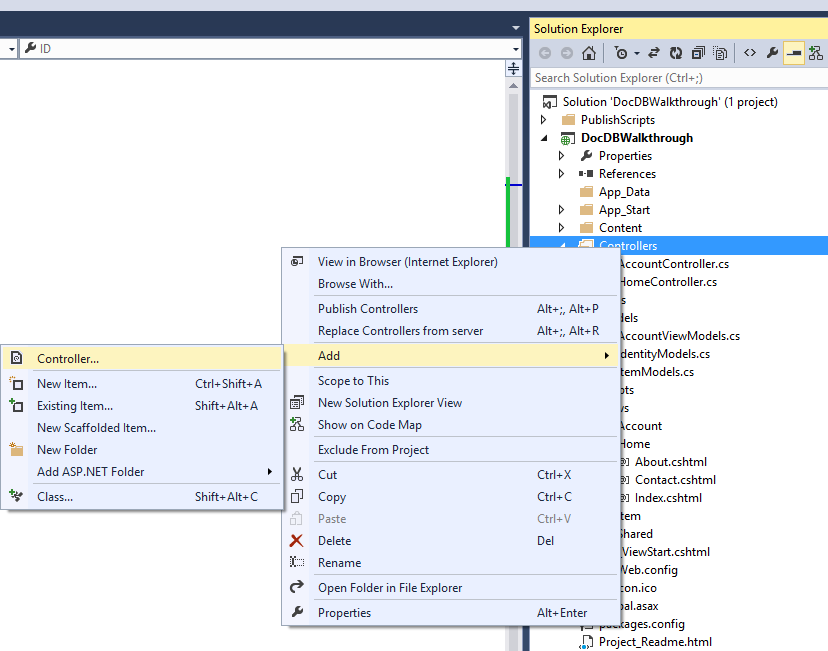 ID
Solution Explorer
Search Solution Explorer (Ctrl+;)
Solution 'DocDBWalkthrough' (1 project)
PublishScripts
DocDBWalkthrough
Properties
References
App_Data
App_Start
Content
Controllers
AccountController.cs
HomeController.cs
s
dels
AccountViewModels.cs
dentityModels.cs
temModels.cs
ots
vs
Account
Home
About.cshtml
Contact.cshtml
Index.cshtml
tem
Shared
_ViewStart.cshtml
Web.config
con.ico
bal.asax
packages.config
Project_Readme.html
View in Browser (Internet Explorer)
Browse With...
Publish Controllers Alt+;, Alt+P
Replace Controllers from server Alt+;, Alt+R
Add
Scope to This
New Solution Explorer View
Show on Code Map
Exclude From Project
Cut Ctrl+X
Copy Ctrl+C
Paste Ctrl+V
Delete Del
Rename
Open Folder in File Explorer
Properties Alt+Enter
Controller...
New Item... Ctrl+Shift+A
Existing Item... Shift+Alt+A
New Scaffolded Item...
New Folder
Add ASP.NET Folder
Class... Shift+Alt+C